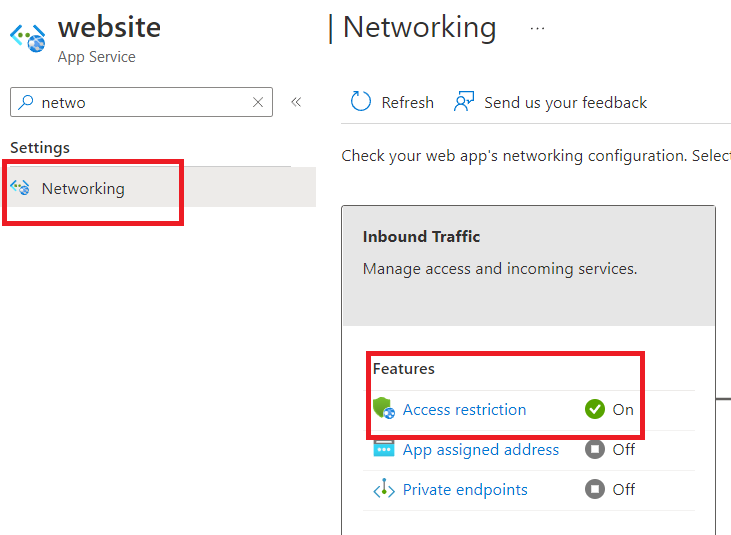 website
App Service
netwo
Settings
Networking
| Networking
...
Refresh
Send us your feedback
Check your web app's networking configuration. Select
Inbound Traffic
Manage access and incoming services.
Features
Access restriction
On
App assigned address
Off
Private endpoints
Off